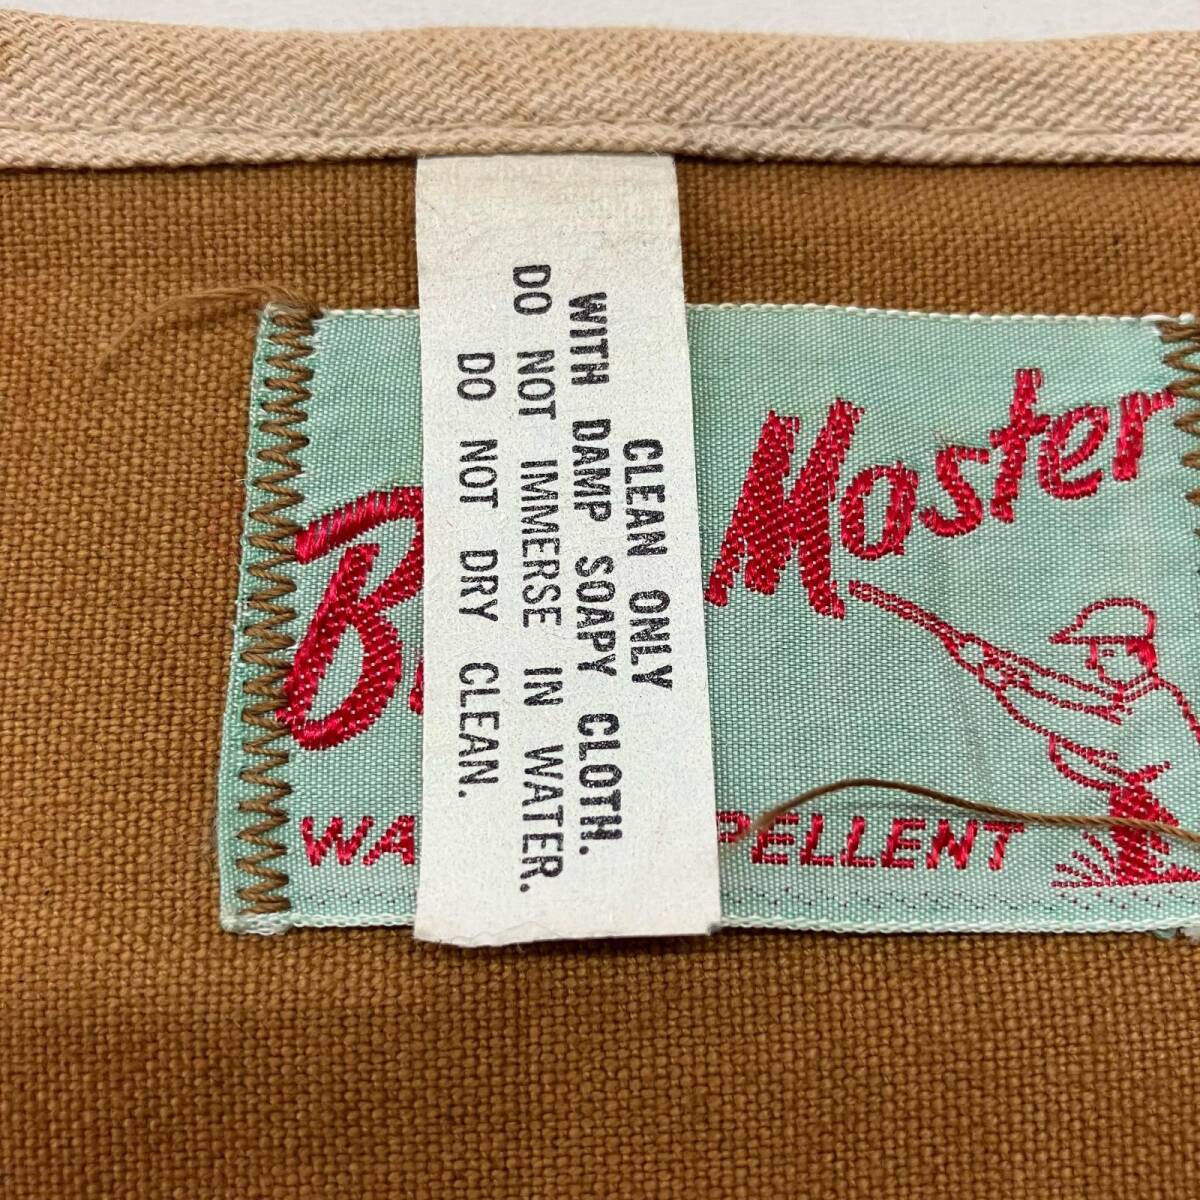 CLEAN ONLY
WITH DAMP SOAPY CLOTH.
DO NOT IMMERSE IN WATER.
DO NOT DRY CLEAN.
Master